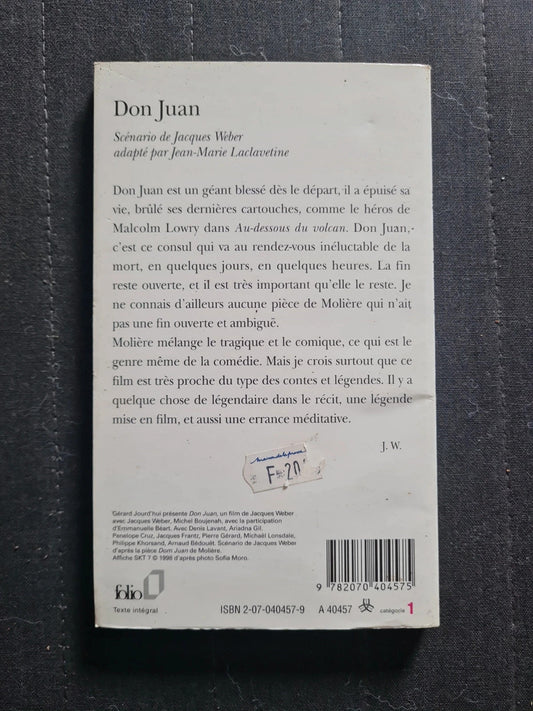 Don Juan
Scénario de Jacques Weber
adapté par Jean-Marie Laclavetine
Don Juan est un géant blessé dès le départ, il a épuisé sa
vie, brûlé ses dernières cartouches, comme le héros de
Malcolm Lowry dans Au-dessous du volcan. Don Juan,
c'est ce consul qui va au rendez-vous inéluctable de la
mort, en quelques jours, en quelques heures. La fin
reste ouverte, et il est très important qu'elle le reste. Je
ne connais d'ailleurs aucune pièce de Molière qui n'ait
pas une fin ouverte et ambiguë.
Molière mélange le tragique et le comique, ce qui est le
genre même de la comédie. Mais je crois surtout que ce
film est très proche du type des contes et légendes. Il y a
quelque chose de légendaire dans le récit, une légende
mise en film, et aussi une errance méditative.
J. W.
F 20
Gérard Jourd'hui présente Don Juan, un film de Jacques Weber
avec Jacques Weber, Michel Boujenah, avec la participation
d'Emmanuelle Béart. Avec Denis Lavant, Ariadna Gil,
Penelope Cruz, Jacques Frantz, Pierre Gérard, Michaël Lonsdale,
Philippe Khorsand, Arnaud Bédouët. Scénario de Jacques Weber
d'après la pièce Dom Juan de Molière.
Affiche SKT 7 © 1998 d'après photo Sofia Moro.
folio
Texte intégral
ISBN 2-07-040457-9
A 40457
catégorie 1
9 782070 404575